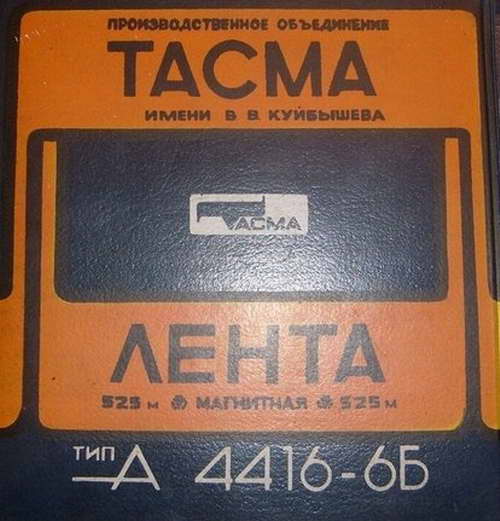 ПРОИЗВОДСТВЕННОЕ ОБЪЕДИНЕНИЕ
ТАСМА
ИМЕНИ В. В. КУЙБЫШЕВА
ТАСМА
ЛЕНТА
525 м МАГНИТНАЯ 525 м
ТИП А 4416-6Б